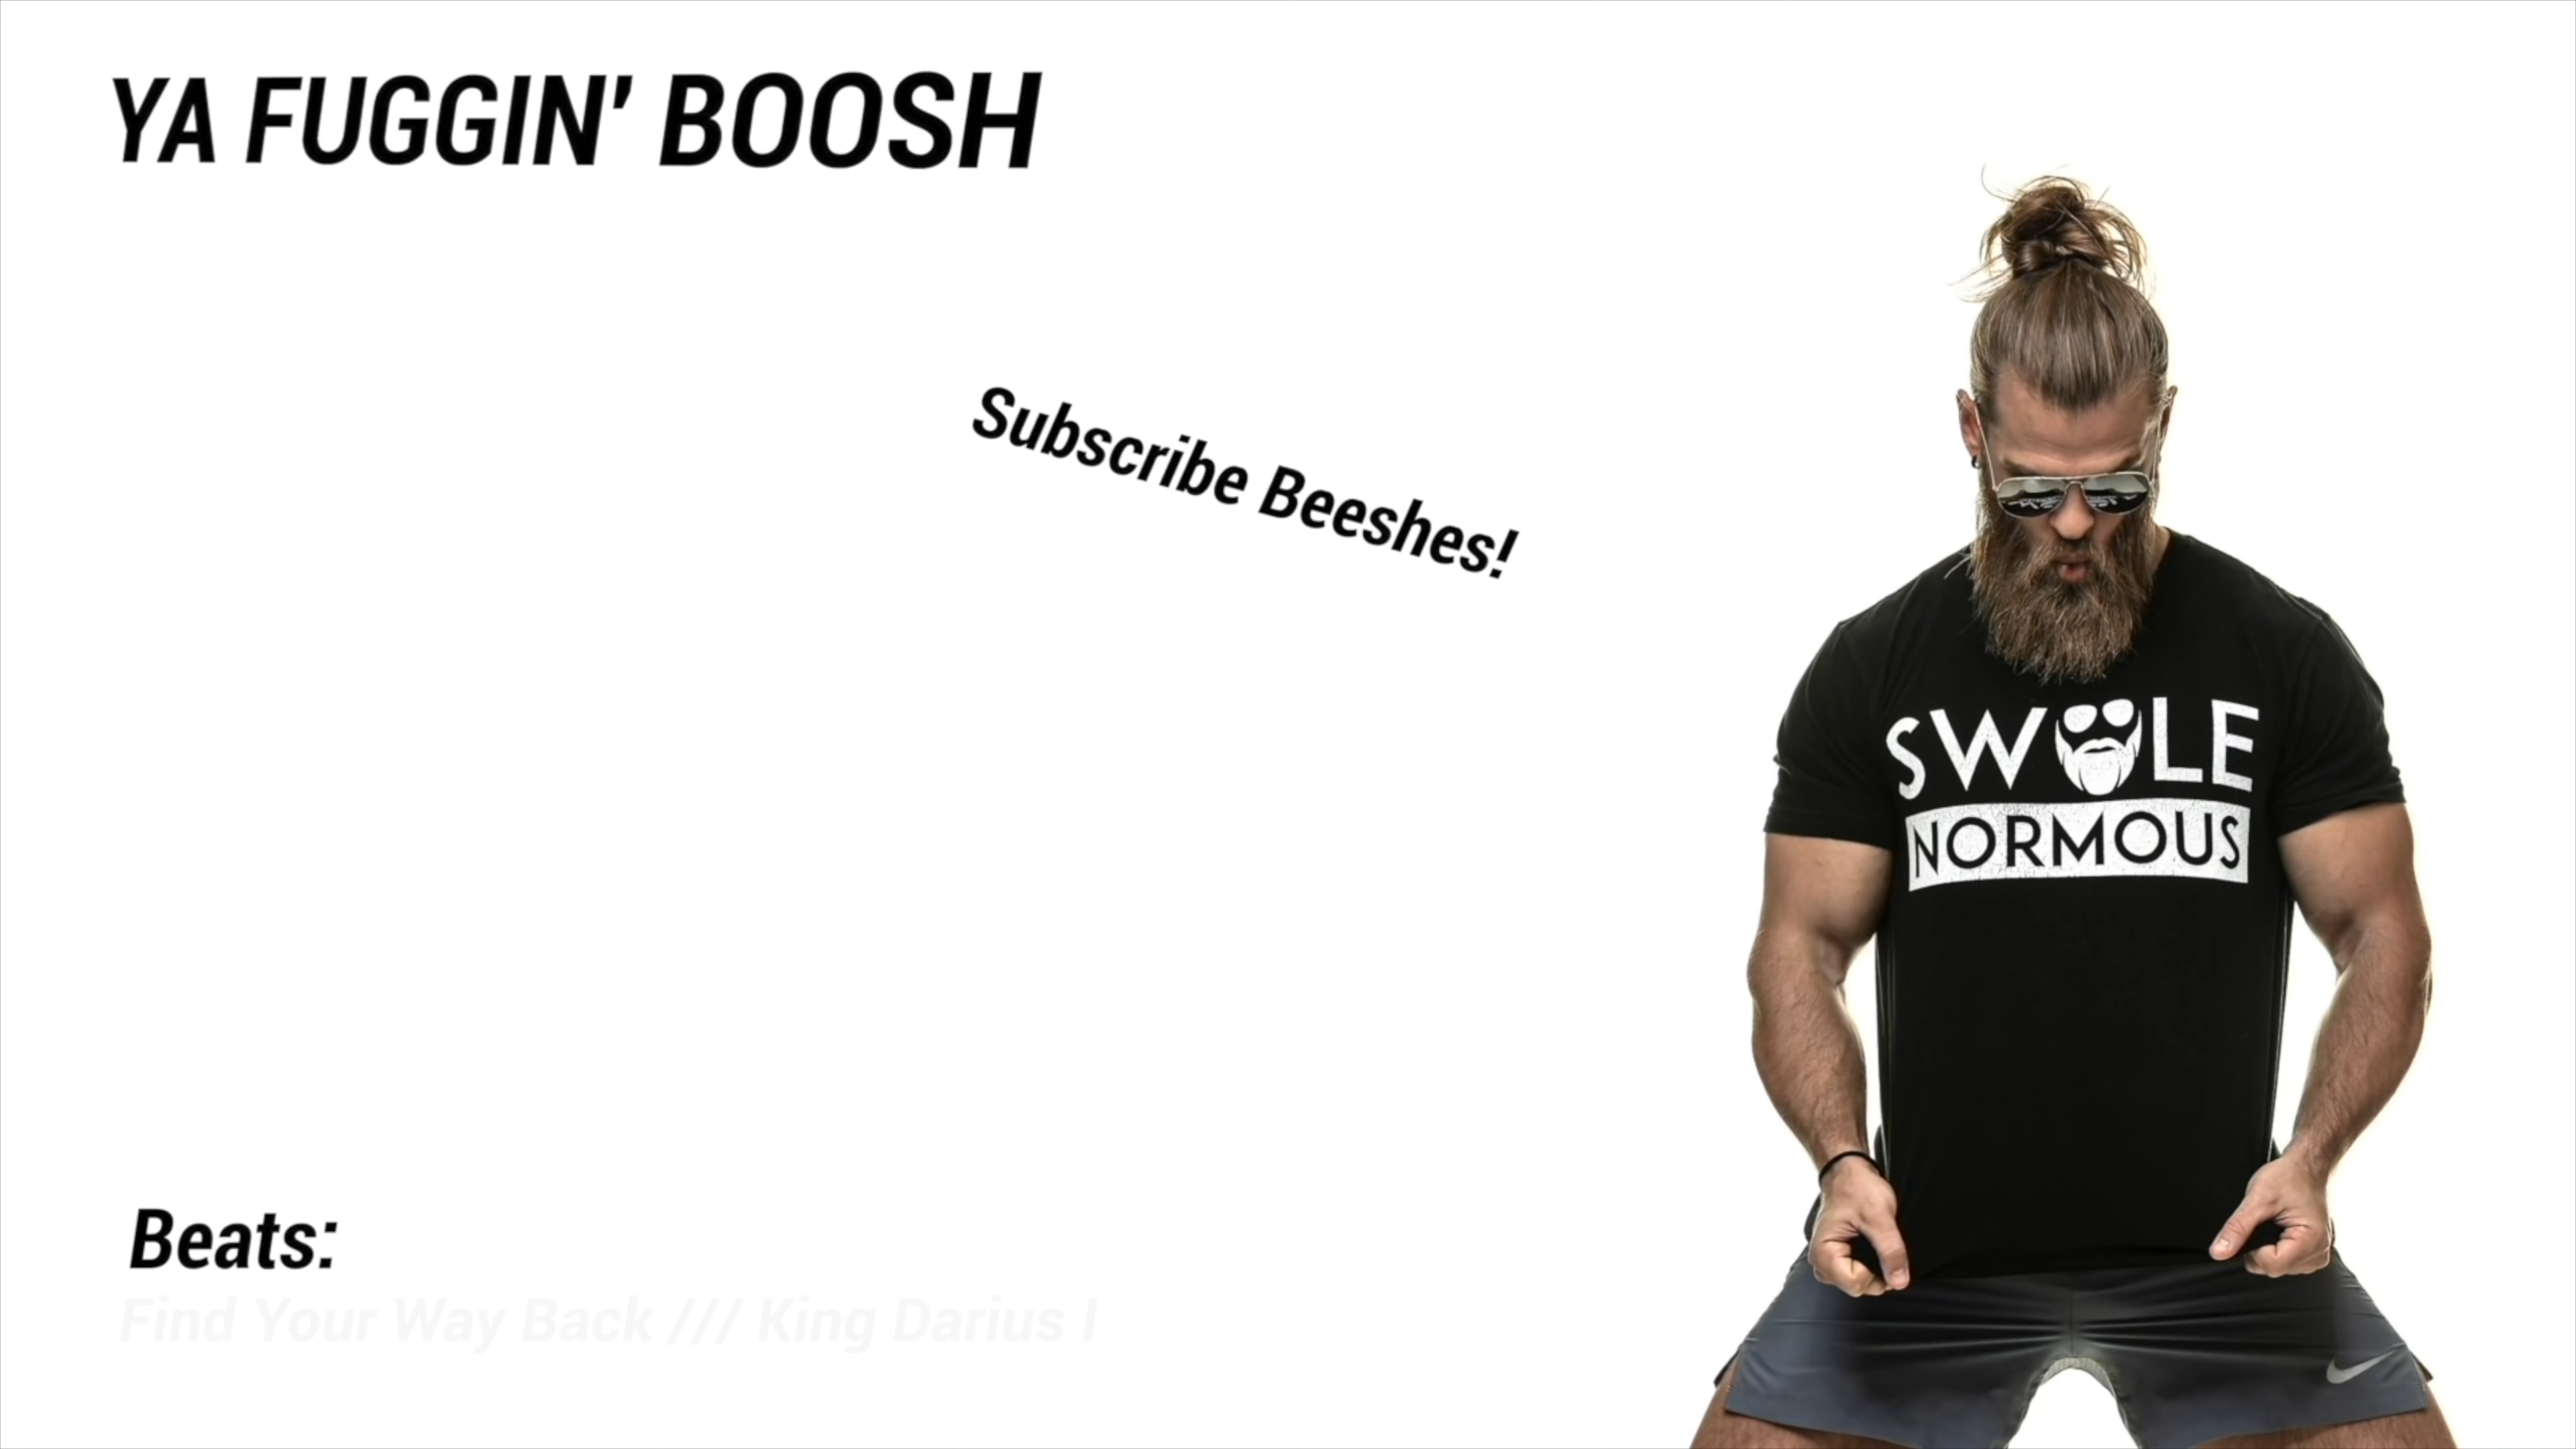 YA FUGGIN' BOOSH
Subscribe Beeshes!
SWOLE
NORMOUS
Beats:
Find Your Way Back /// King Darius I